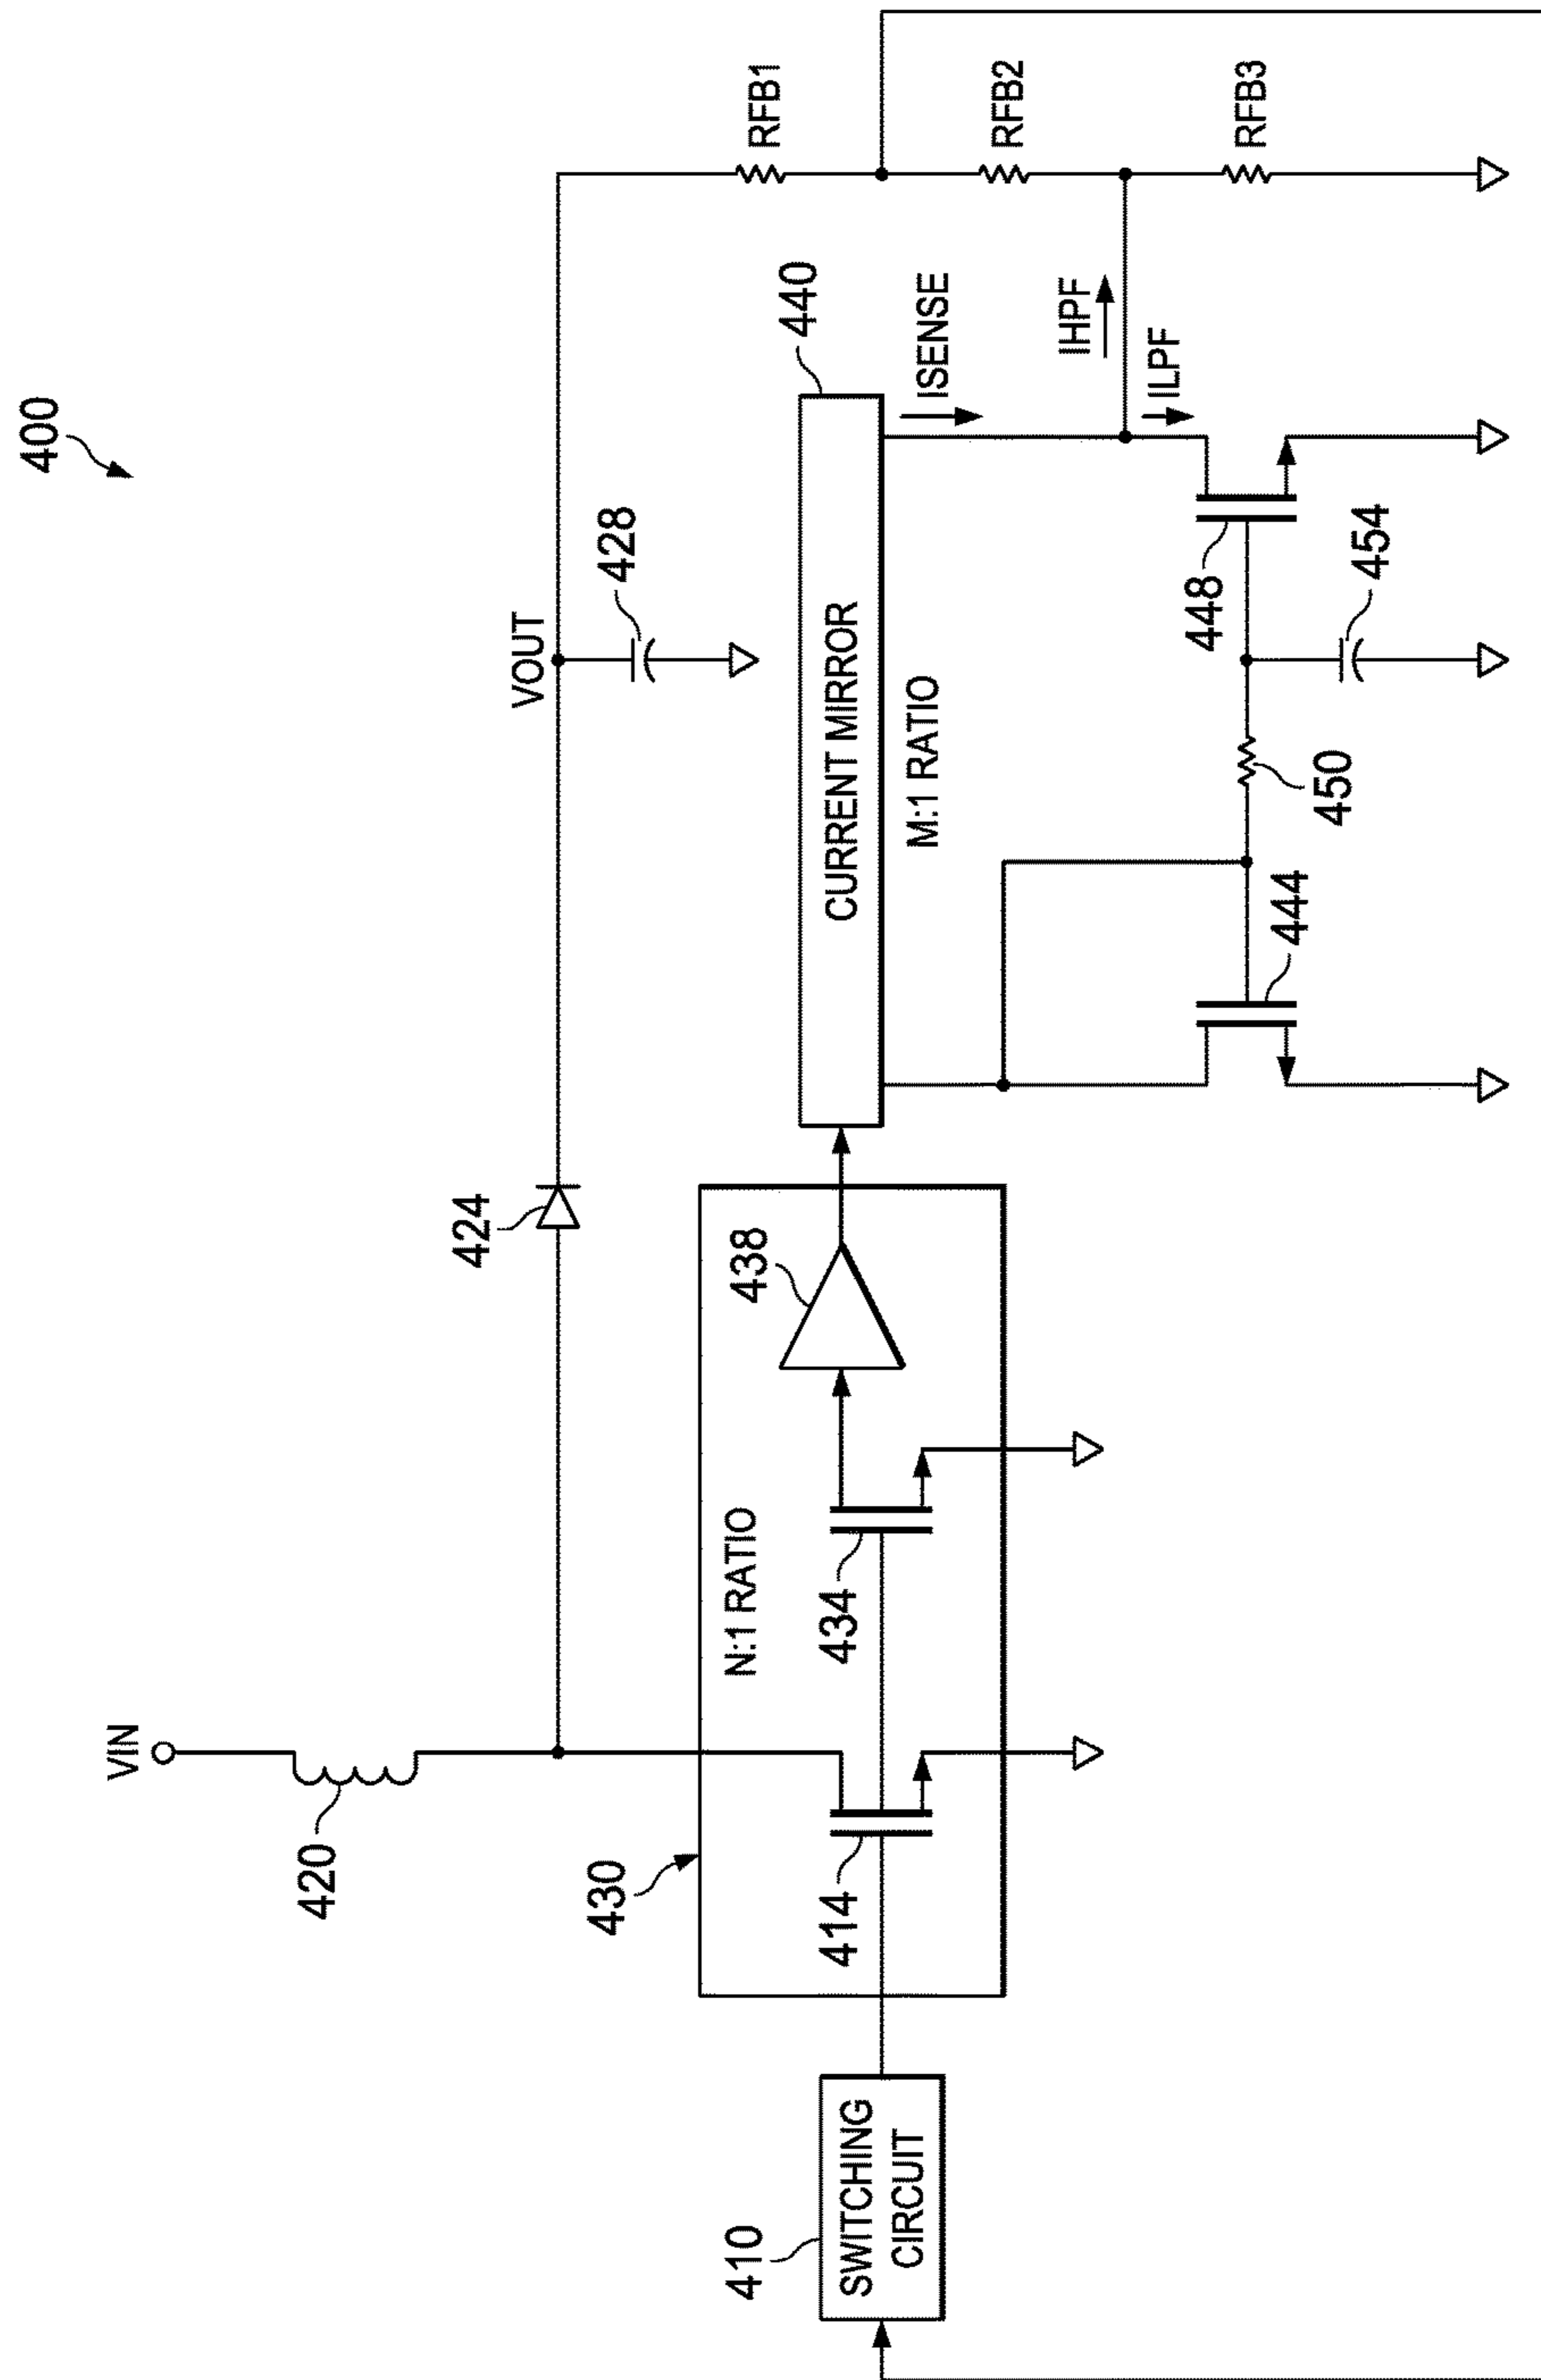 400
VIN
420
424
VOUT
428
RFB1
RFB2
RFB3
430
N:1 RATIO
414
434
438
440
CURRENT MIRROR
M:1 RATIO
ISENSE
IHPF
ILPF
410
SWITCHING
CIRCUIT
444
450
448
454